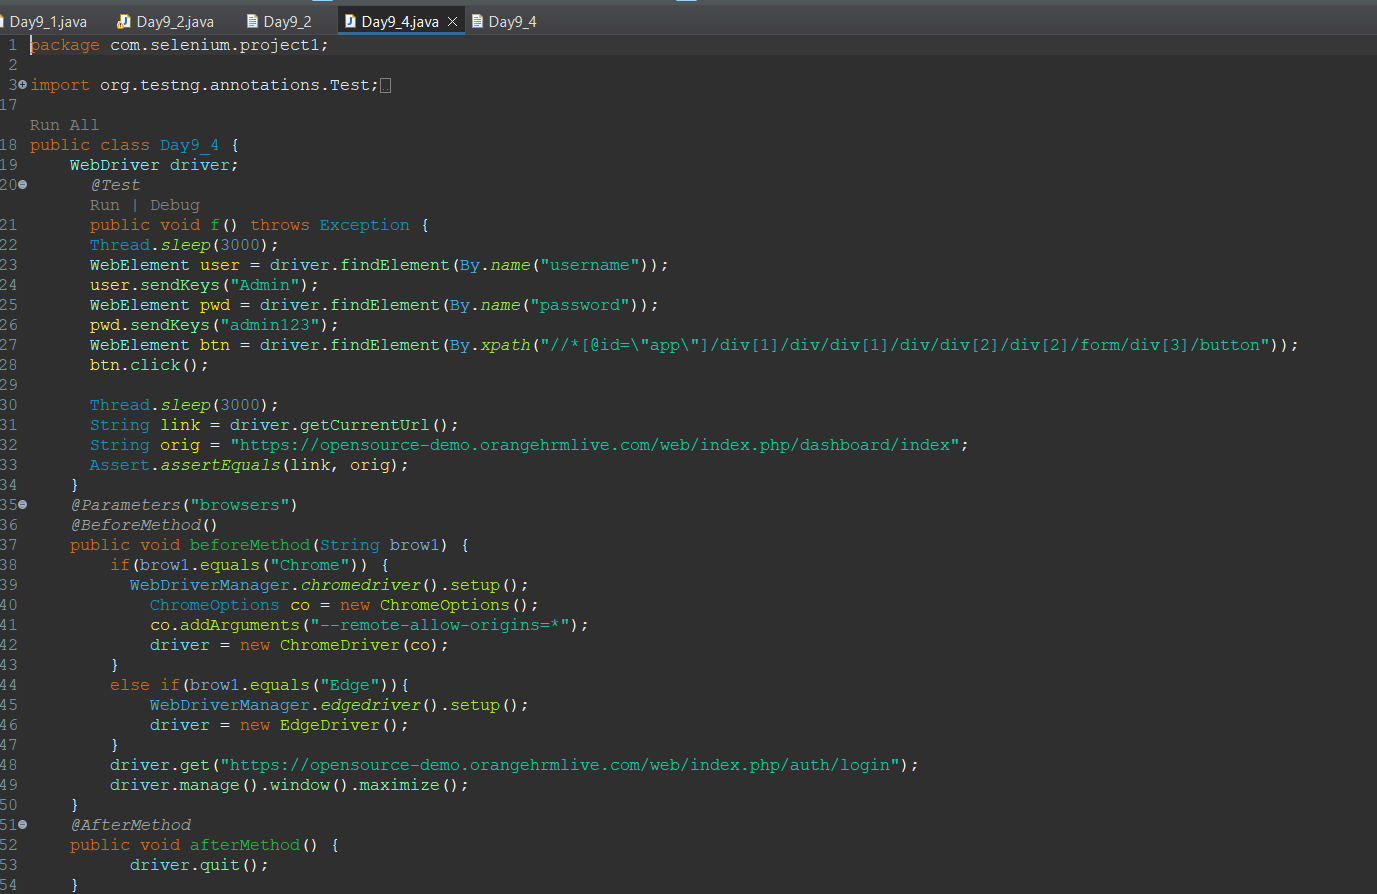 Day9_1.java Day9_2.java Day9_2 Day9_4.java Day9_4
1 package com.selenium.project1;
2
3 import org.testng.annotations.Test;
17
Run All
18 public class Day9_4 {
19 WebDriver driver;
20 @Test
Run | Debug
21 public void f() throws Exception {
22 Thread.sleep(3000);
23 WebElement user = driver.findElement(By.name("username"));
24 user.sendKeys("Admin");
25 WebElement pwd = driver.findElement(By.name("password"));
26 pwd.sendKeys("admin123");
27 WebElement btn = driver.findElement(By.xpath("//*[@id=\"app\"]/div[1]/div/div[1]/div/div[2]/div[2]/form/div[3]/button"));
28 btn.click();
29
30 Thread.sleep(3000);
31 String link = driver.getCurrentUrl();
32 String orig = "https://opensource-demo.orangehrmlive.com/web/index.php/dashboard/index";
33 Assert.assertEquals(link, orig);
34 }
35 @Parameters("browsers")
36 @BeforeMethod()
37 public void beforeMethod(String brow1) {
38 if(brow1.equals("Chrome")) {
39 WebDriverManager.chromedriver().setup();
40 ChromeOptions co = new ChromeOptions();
41 co.addArguments("--remote-allow-origins=*");
42 driver = new ChromeDriver(co);
43 }
44 else if(brow1.equals("Edge")){
45 WebDriverManager.edgedriver().setup();
46 driver = new EdgeDriver();
47 }
48 driver.get("https://opensource-demo.orangehrmlive.com/web/index.php/auth/login");
49 driver.manage().window().maximize();
50 }
51 @AfterMethod
52 public void afterMethod() {
53 driver.quit();
54 }